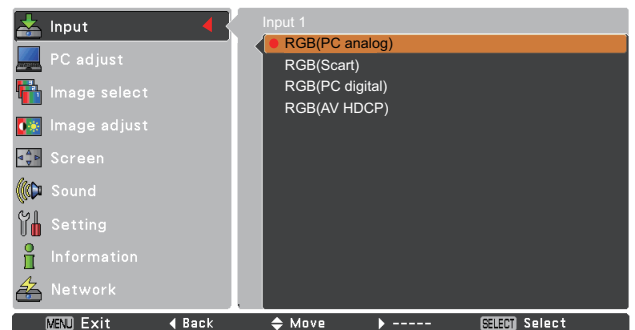 Input
PC adjust
Image select
Image adjust
Screen
Sound
Setting
Information
Network
Input 1
RGB(PC analog)
RGB(Scart)
RGB(PC digital)
RGB(AV HDCP)
MENU Exit
Back
Move
-----
SELECT Select